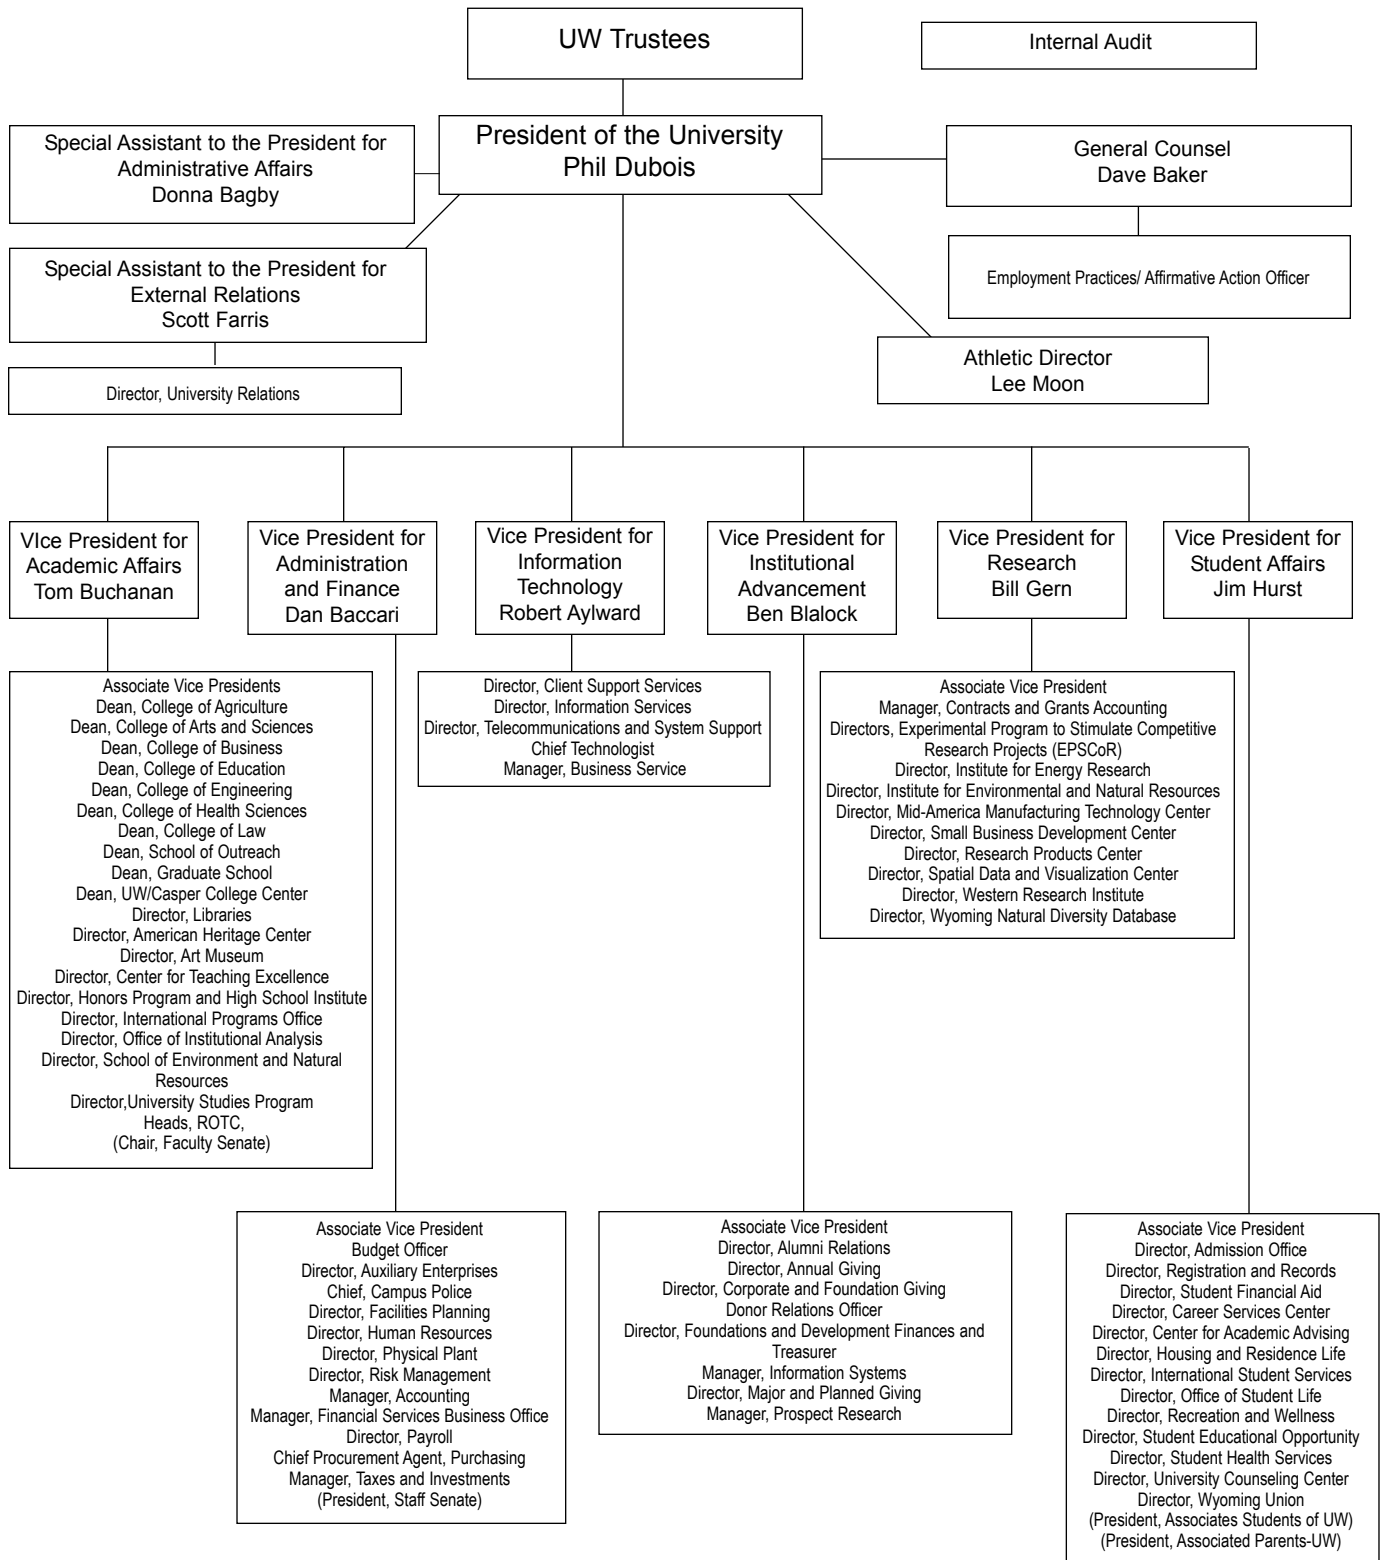 UW Trustees
Internal Audit
President of the University
Phil Dubois
Special Assistant to the President for
Administrative Affairs
Donna Bagby
General Counsel
Dave Baker
Special Assistant to the President for
External Relations
Scott Farris
Employment Practices/ Affirmative Action Officer
Athletic Director
Lee Moon
Director, University Relations
VIce President for
Academic Affairs
Tom Buchanan
Vice President for
Administration
and Finance
Dan Baccari
Vice President for
Information
Technology
Robert Aylward
Vice President for
Institutional
Advancement
Ben Blalock
Vice President for
Research
Bill Gern
Vice President for
Student Affairs
Jim Hurst
Associate Vice Presidents
Dean, College of Agriculture
Dean, College of Arts and Sciences
Dean, College of Business
Dean, College of Education
Dean, College of Engineering
Dean, College of Health Sciences
Dean, College of Law
Dean, School of Outreach
Dean, Graduate School
Dean, UW/Casper College Center
Director, Libraries
Director, American Heritage Center
Director, Art Museum
Director, Center for Teaching Excellence
Director, Honors Program and High School Institute
Director, International Programs Office
Director, Office of Institutional Analysis
Director, School of Environment and Natural
Resources
Director,University Studies Program
Heads, ROTC,
(Chair, Faculty Senate)
Director, Client Support Services
Director, Information Services
Director, Telecommunications and System Support
Chief Technologist
Manager, Business Service
Associate Vice President
Manager, Contracts and Grants Accounting
Directors, Experimental Program to Stimulate Competitive
Research Projects (EPSCoR)
Director, Institute for Energy Research
Director, Institute for Environmental and Natural Resources
Director, Mid-America Manufacturing Technology Center
Director, Small Business Development Center
Director, Research Products Center
Director, Spatial Data and Visualization Center
Director, Western Research Institute
Director, Wyoming Natural Diversity Database
Associate Vice President
Budget Officer
Director, Auxiliary Enterprises
Chief, Campus Police
Director, Facilities Planning
Director, Human Resources
Director, Physical Plant
Director, Risk Management
Manager, Accounting
Manager, Financial Services Business Office
Director, Payroll
Chief Procurement Agent, Purchasing
Manager, Taxes and Investments
(President, Staff Senate)
Associate Vice President
Director, Alumni Relations
Director, Annual Giving
Director, Corporate and Foundation Giving
Donor Relations Officer
Director, Foundations and Development Finances and
Treasurer
Manager, Information Systems
Director, Major and Planned Giving
Manager, Prospect Research
Associate Vice President
Director, Admission Office
Director, Registration and Records
Director, Student Financial Aid
Director, Career Services Center
Director, Center for Academic Advising
Director, Housing and Residence Life
Director, International Student Services
Director, Office of Student Life
Director, Recreation and Wellness
Director, Student Educational Opportunity
Director, Student Health Services
Director, University Counseling Center
Director, Wyoming Union
(President, Associates Students of UW)
(President, Associated Parents-UW)